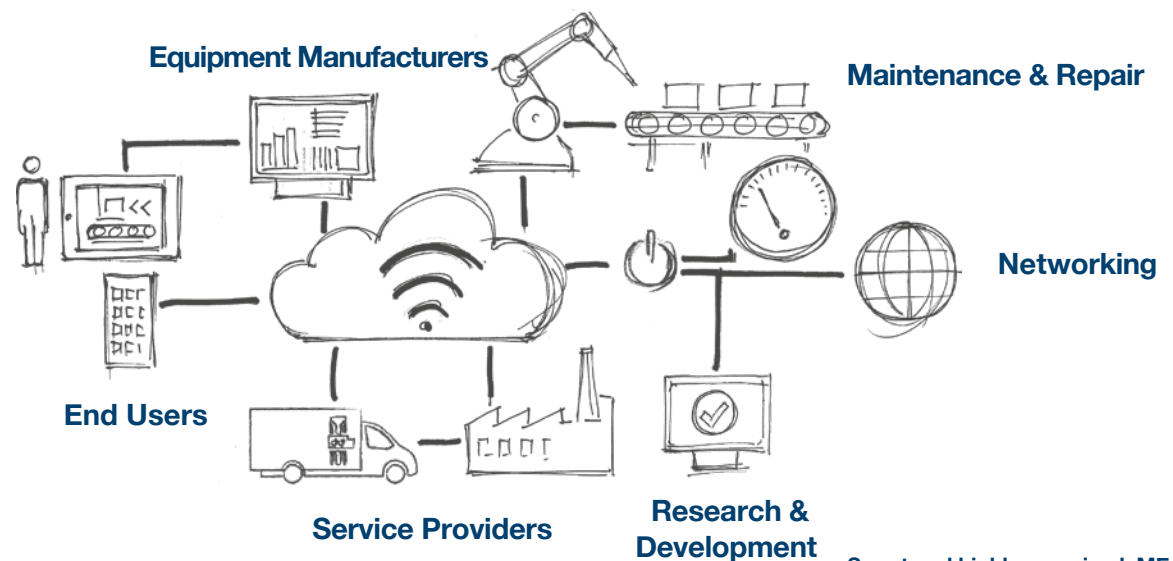 Equipment Manufacturers
Maintenance & Repair
Networking
End Users
Service Providers
Research &
Development